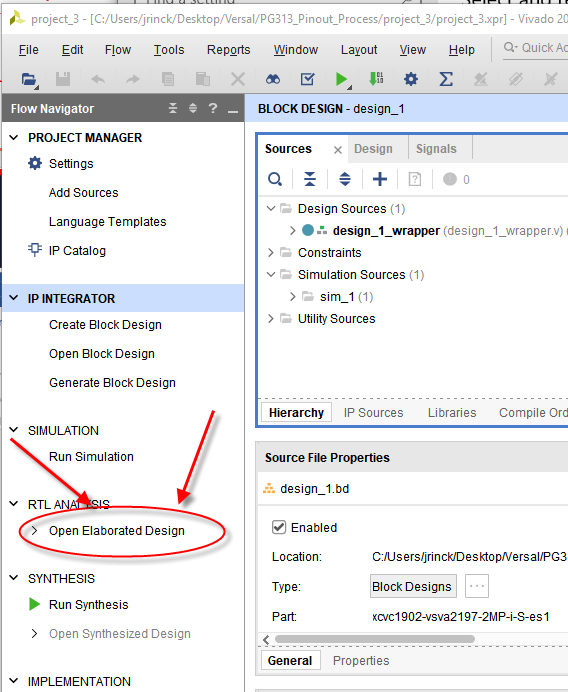 project_3 - [C:/Users/jrinck/Desktop/Versal/PG313_Pinout_Process/project_3/project_3.xpr] - Vivado 20
File Edit Flow Tools Reports Window Layout View Help Quick Ac
Flow Navigator
PROJECT MANAGER
Settings
Add Sources
Language Templates
IP Catalog
IP INTEGRATOR
Create Block Design
Open Block Design
Generate Block Design
SIMULATION
Run Simulation
RTL ANALYSIS
Open Elaborated Design
SYNTHESIS
Run Synthesis
Open Synthesized Design
IMPLEMENTATION
BLOCK DESIGN - design_1
Sources Design Signals
0
Design Sources (1)
design_1_wrapper (design_1_wrapper.v) (
Constraints
Simulation Sources (1)
sim_1 (1)
Utility Sources
Hierarchy IP Sources Libraries Compile Ord
Source File Properties
design_1.bd
Enabled
Location: C:/Users/jrinck/Desktop/Versal/PG3
Type: Block Designs ...
Part: xcvc1902-vsva2197-2MP-i-S-es1
General Properties